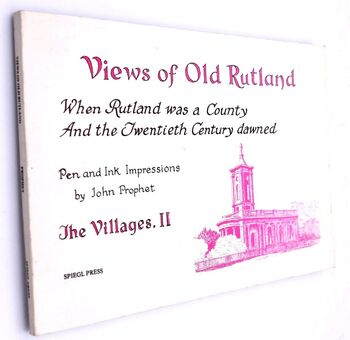 Views of Old Rutland
When Rutland was a County
And the Twentieth Century dawned
Pen and Ink Impressions
by John Prophet
The Villages. II
SPIEGL PRESS